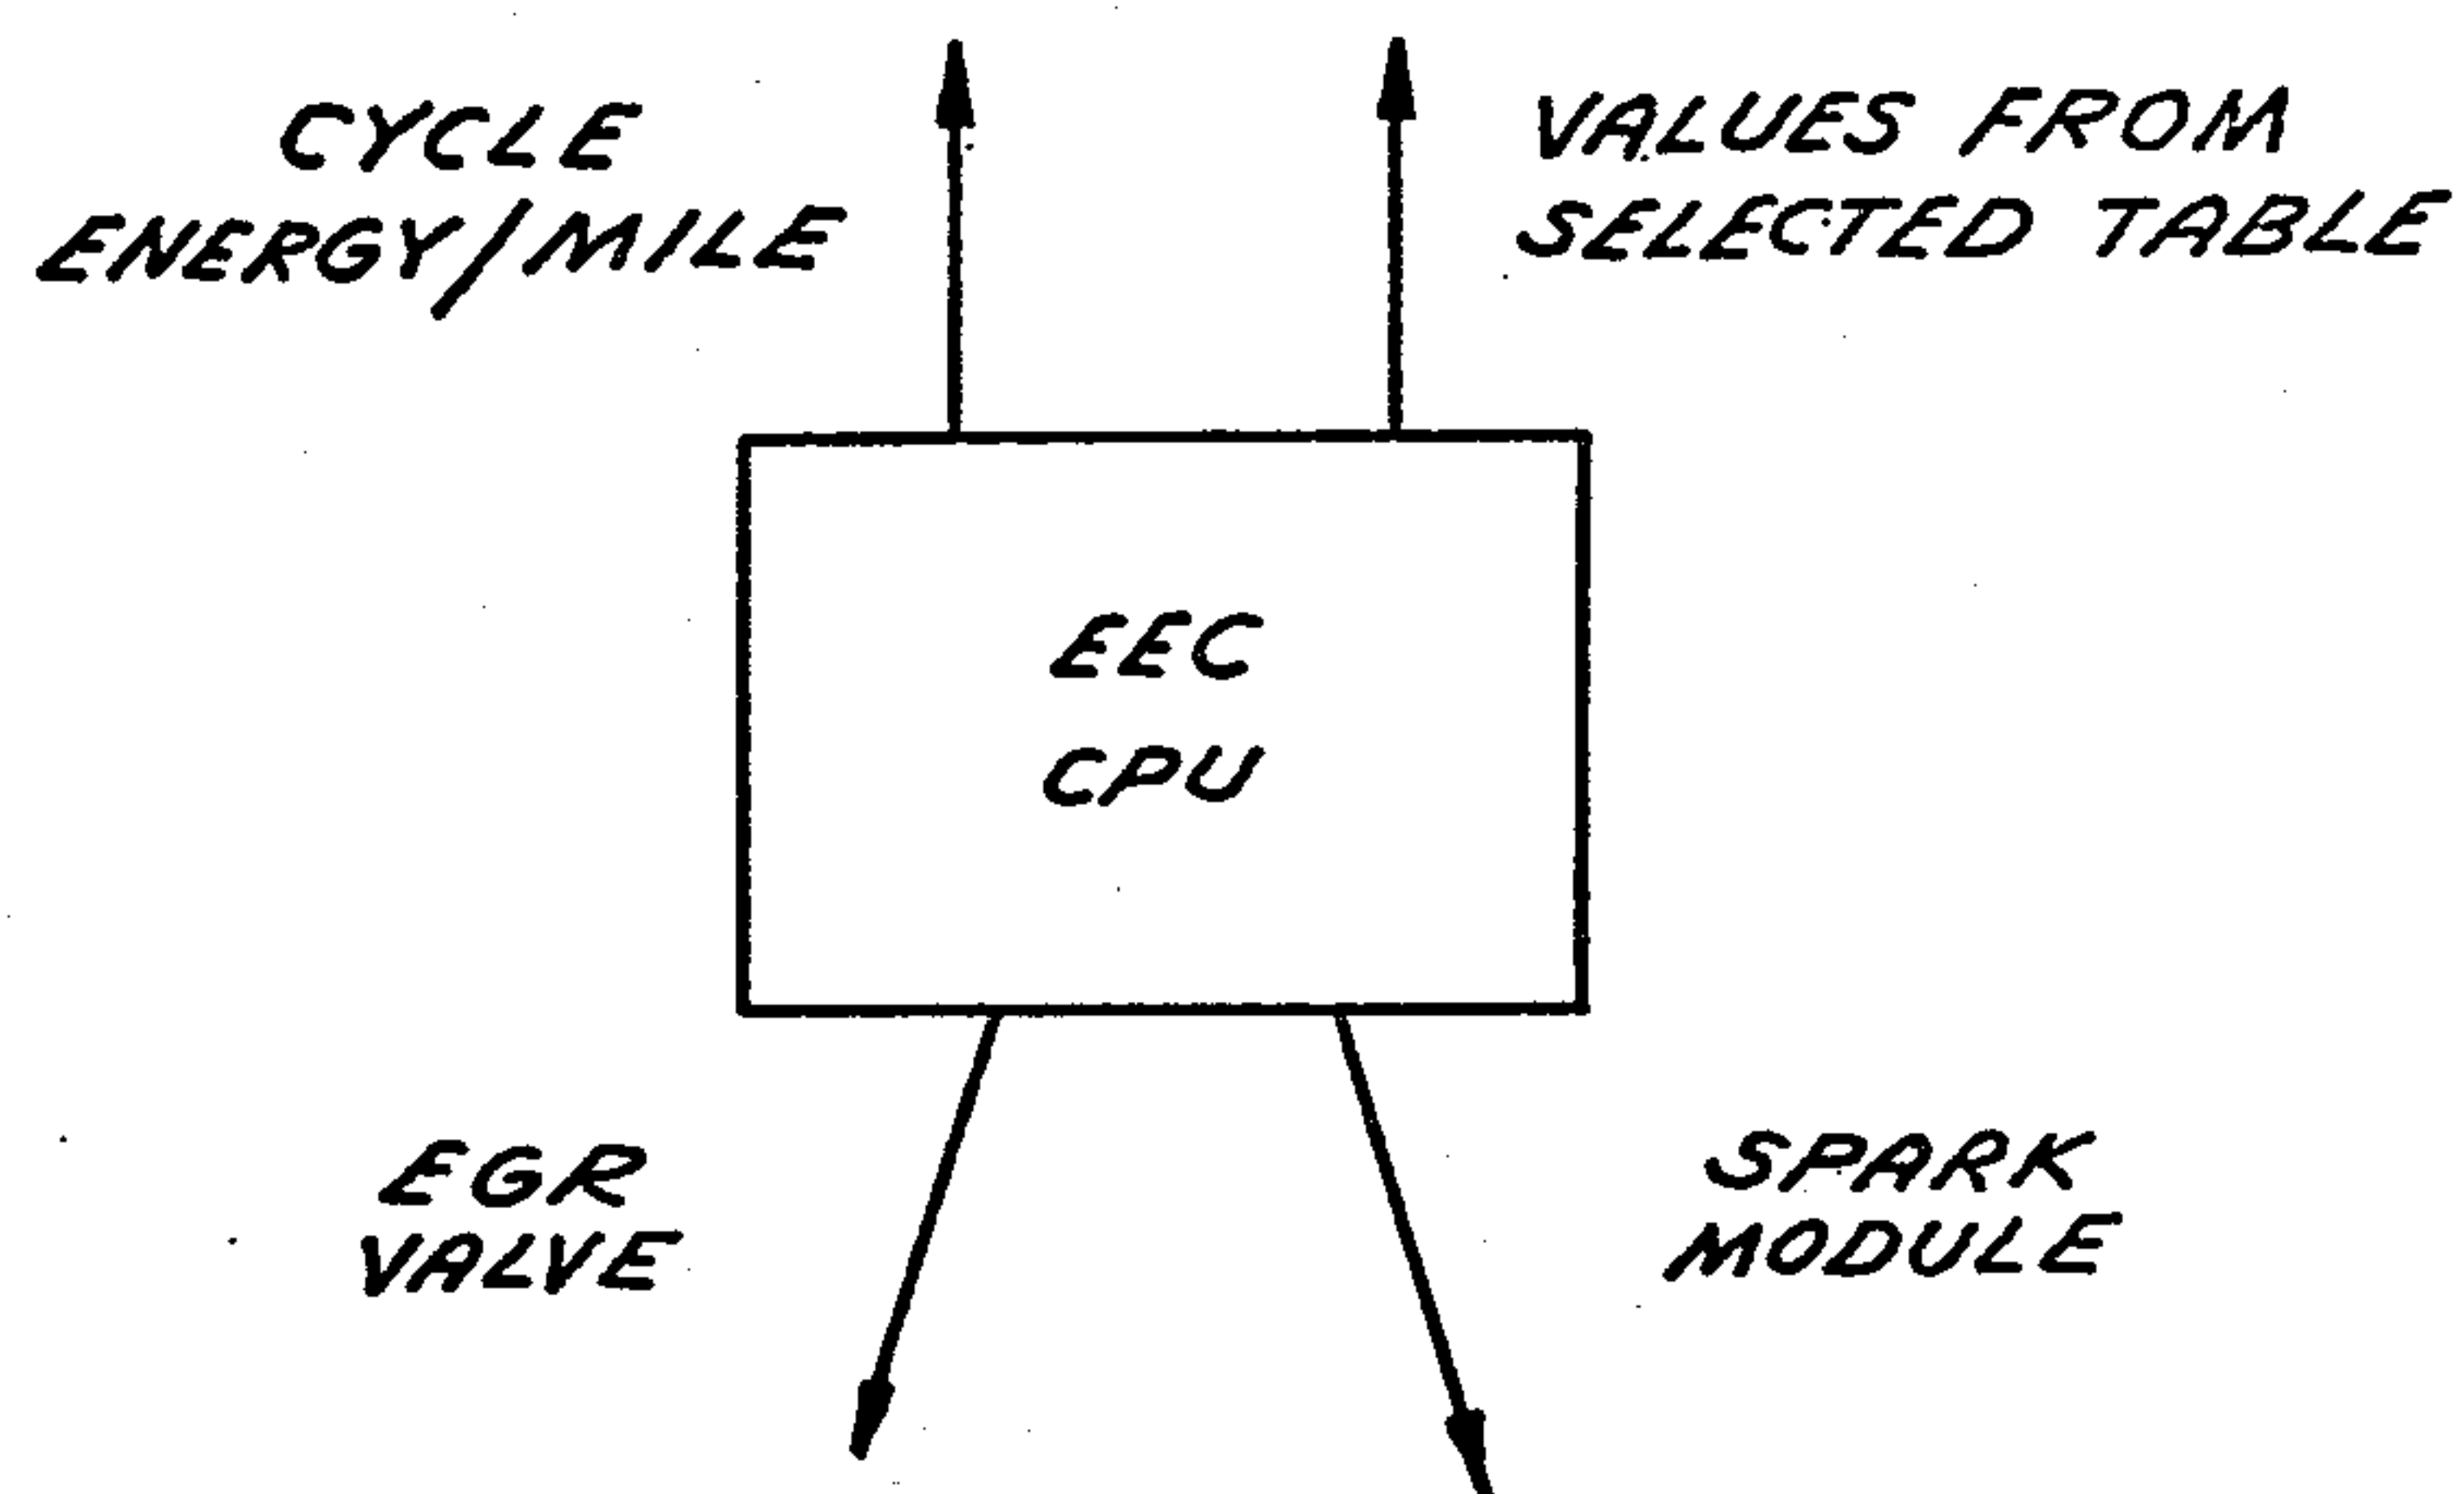 CYCLE
ENERGY/MILE
VALUES FROM
SELECTED TABLE
EEC
CPU
EGR
VALVE
SPARK
MODULE